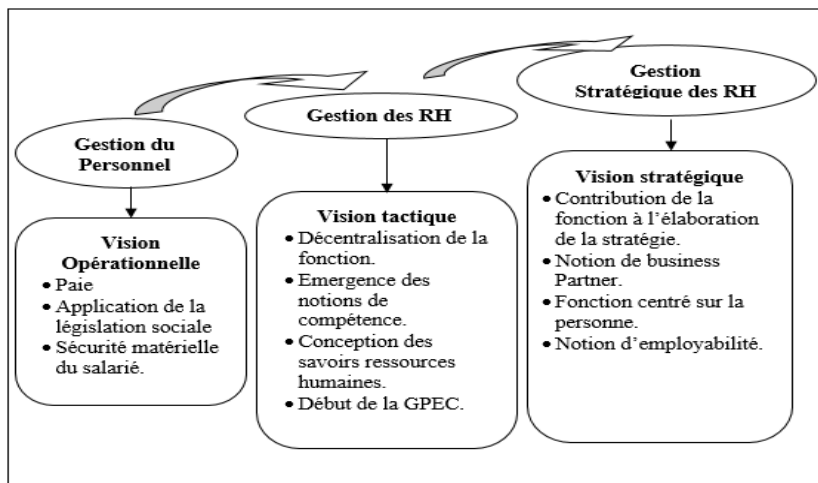 Gestion du
Personnel
Vision
Opérationnelle
• Paie
• Application de la
législation sociale
• Sécurité matérielle
du salarié.
Gestion des RH
Vision tactique
• Décentralisation de la
fonction.
• Emergence des
notions de
compétence.
• Conception des
savoirs ressources
humaines.
• Début de la GPEC.
Gestion
Stratégique des RH
Vision stratégique
• Contribution de la
fonction à l’élaboration
de la stratégie.
• Notion de business
Partner.
• Fonction centré sur la
personne.
• Notion d’employabilité.